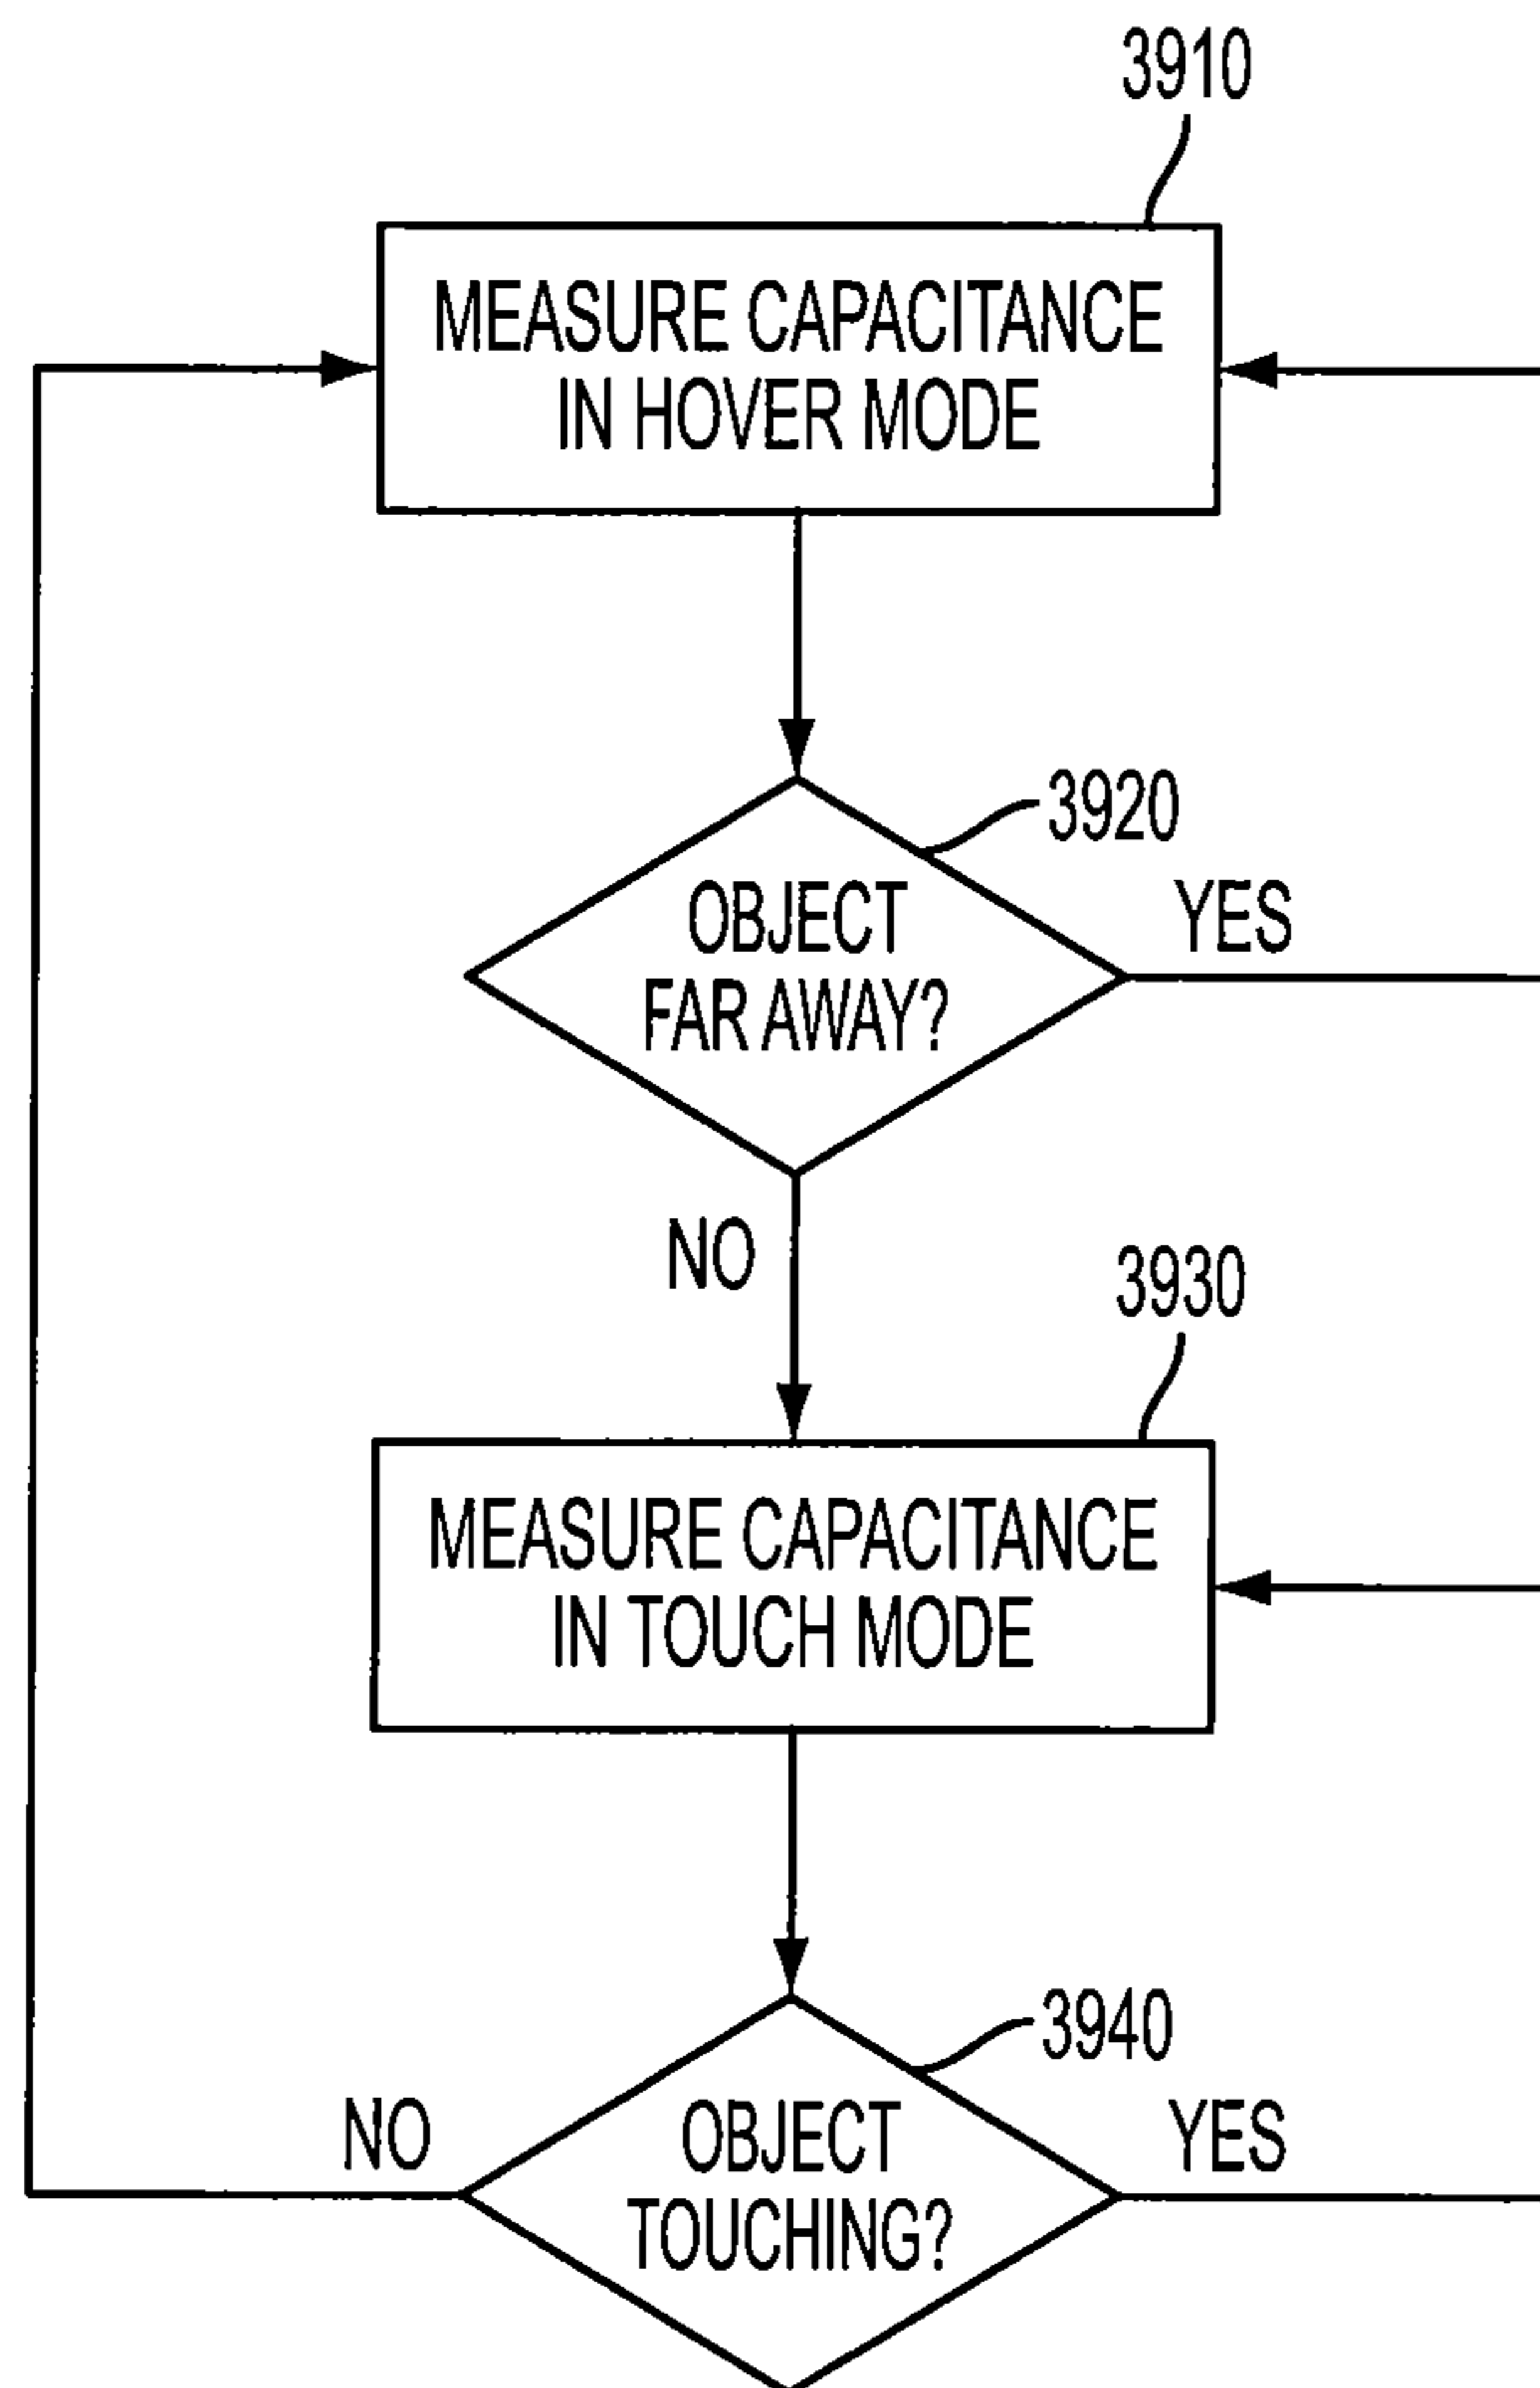 3910
MEASURE CAPACITANCE
IN HOVER MODE
3920
OBJECT
FAR AWAY?
YES
NO
3930
MEASURE CAPACITANCE
IN TOUCH MODE
3940
NO
OBJECT
TOUCHING?
YES